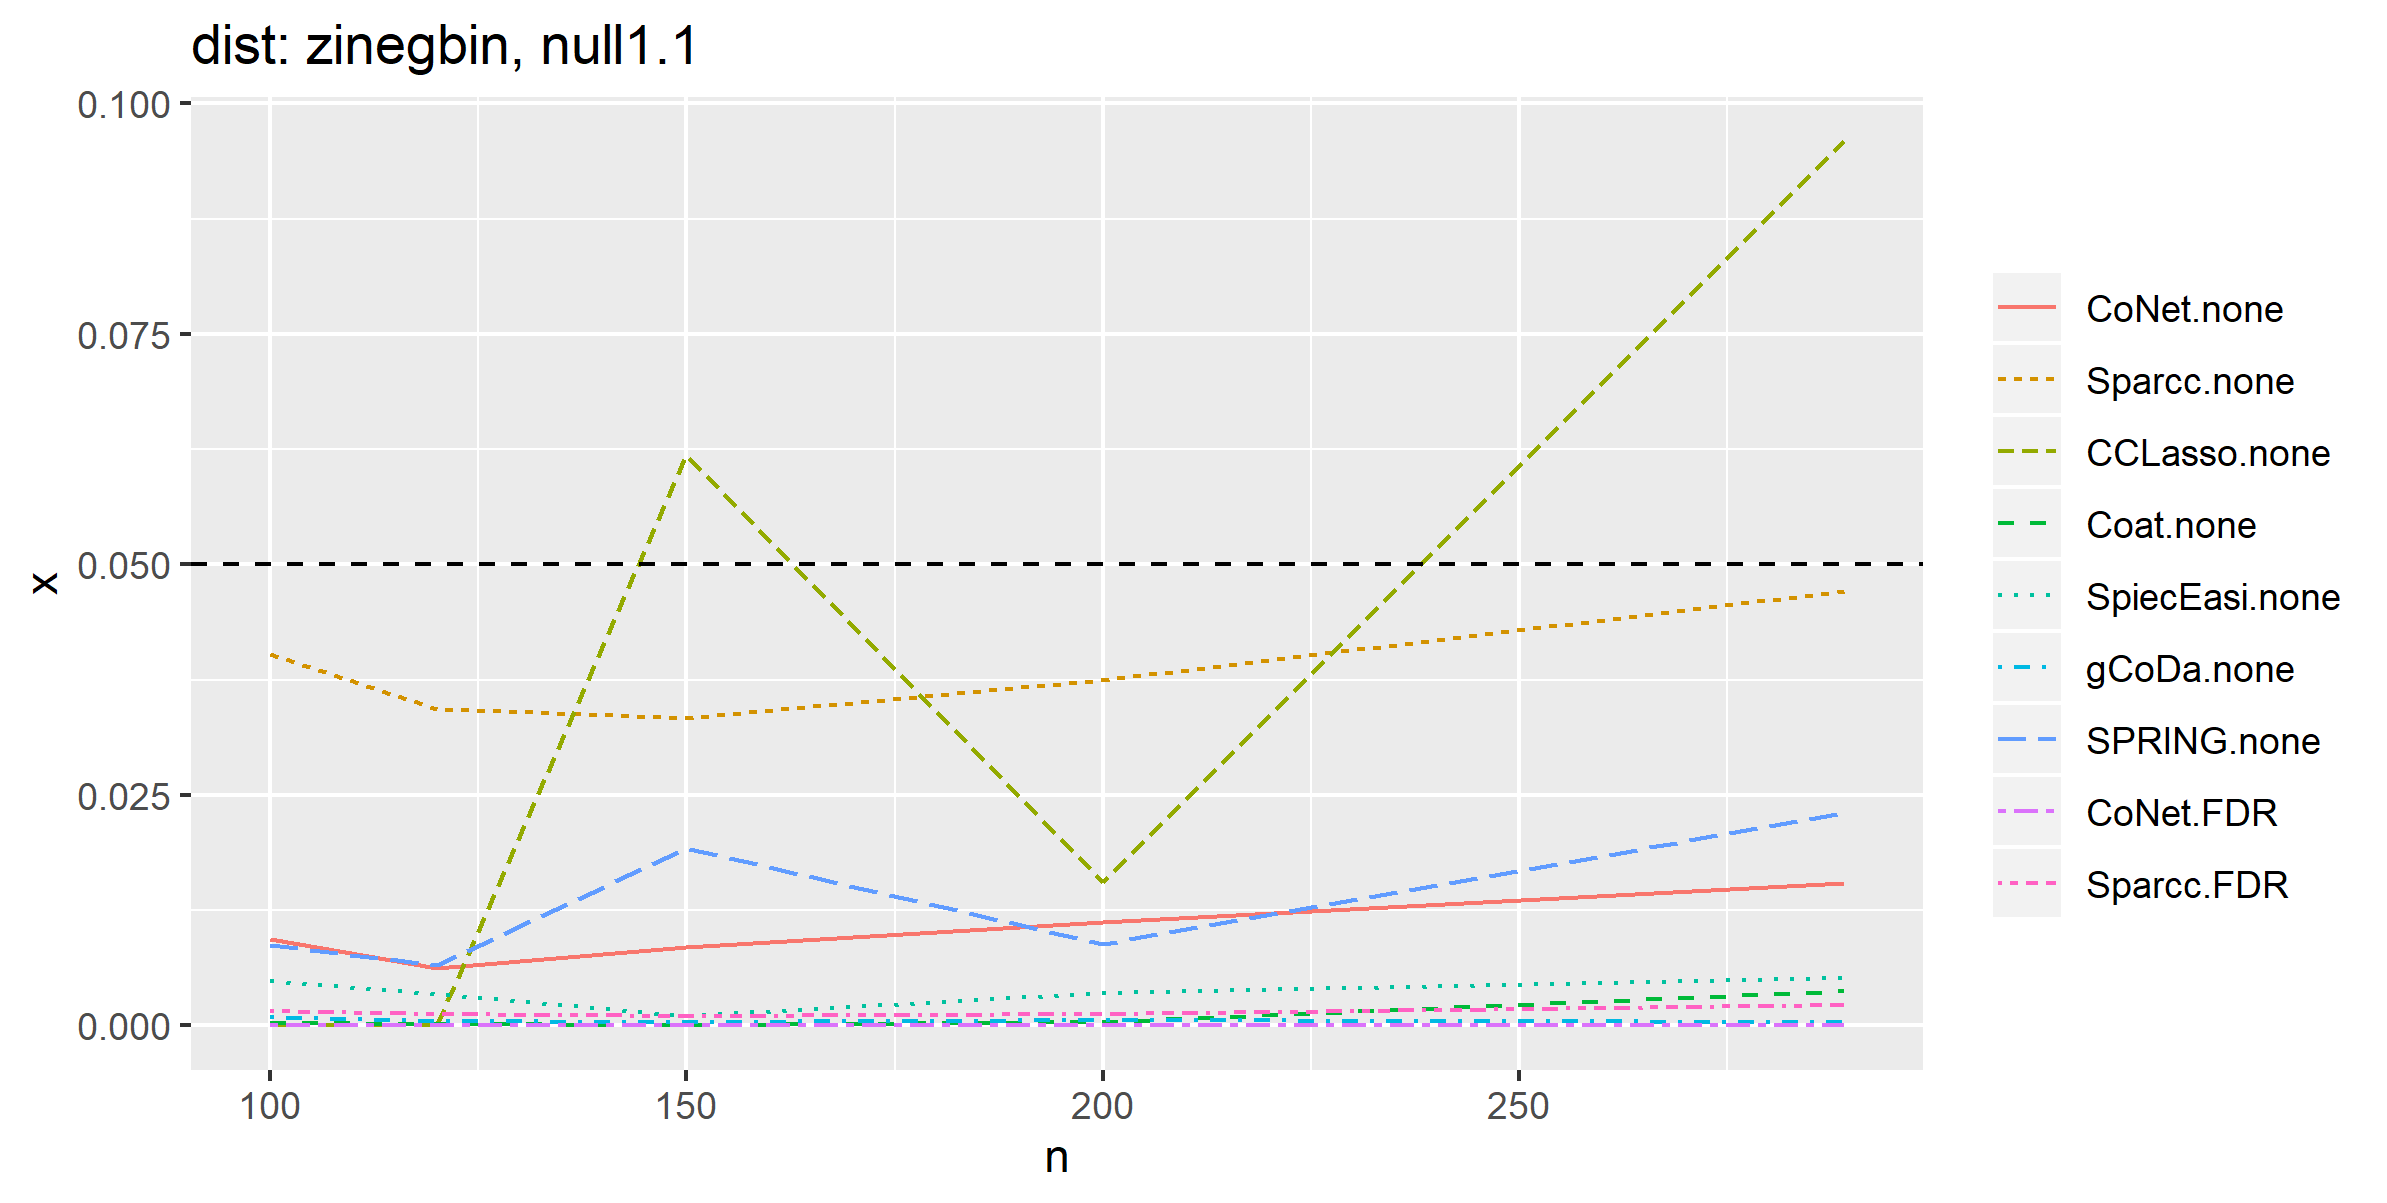 dist: zinegbin, null1.1
0.100
0.075
0.050
0.025
0.000
x
100 150 200 250
n
CoNet.none
Sparcc.none
CCLasso.none
Coat.none
SpiecEasi.none
gCoDa.none
SPRING.none
CoNet.FDR
Sparcc.FDR